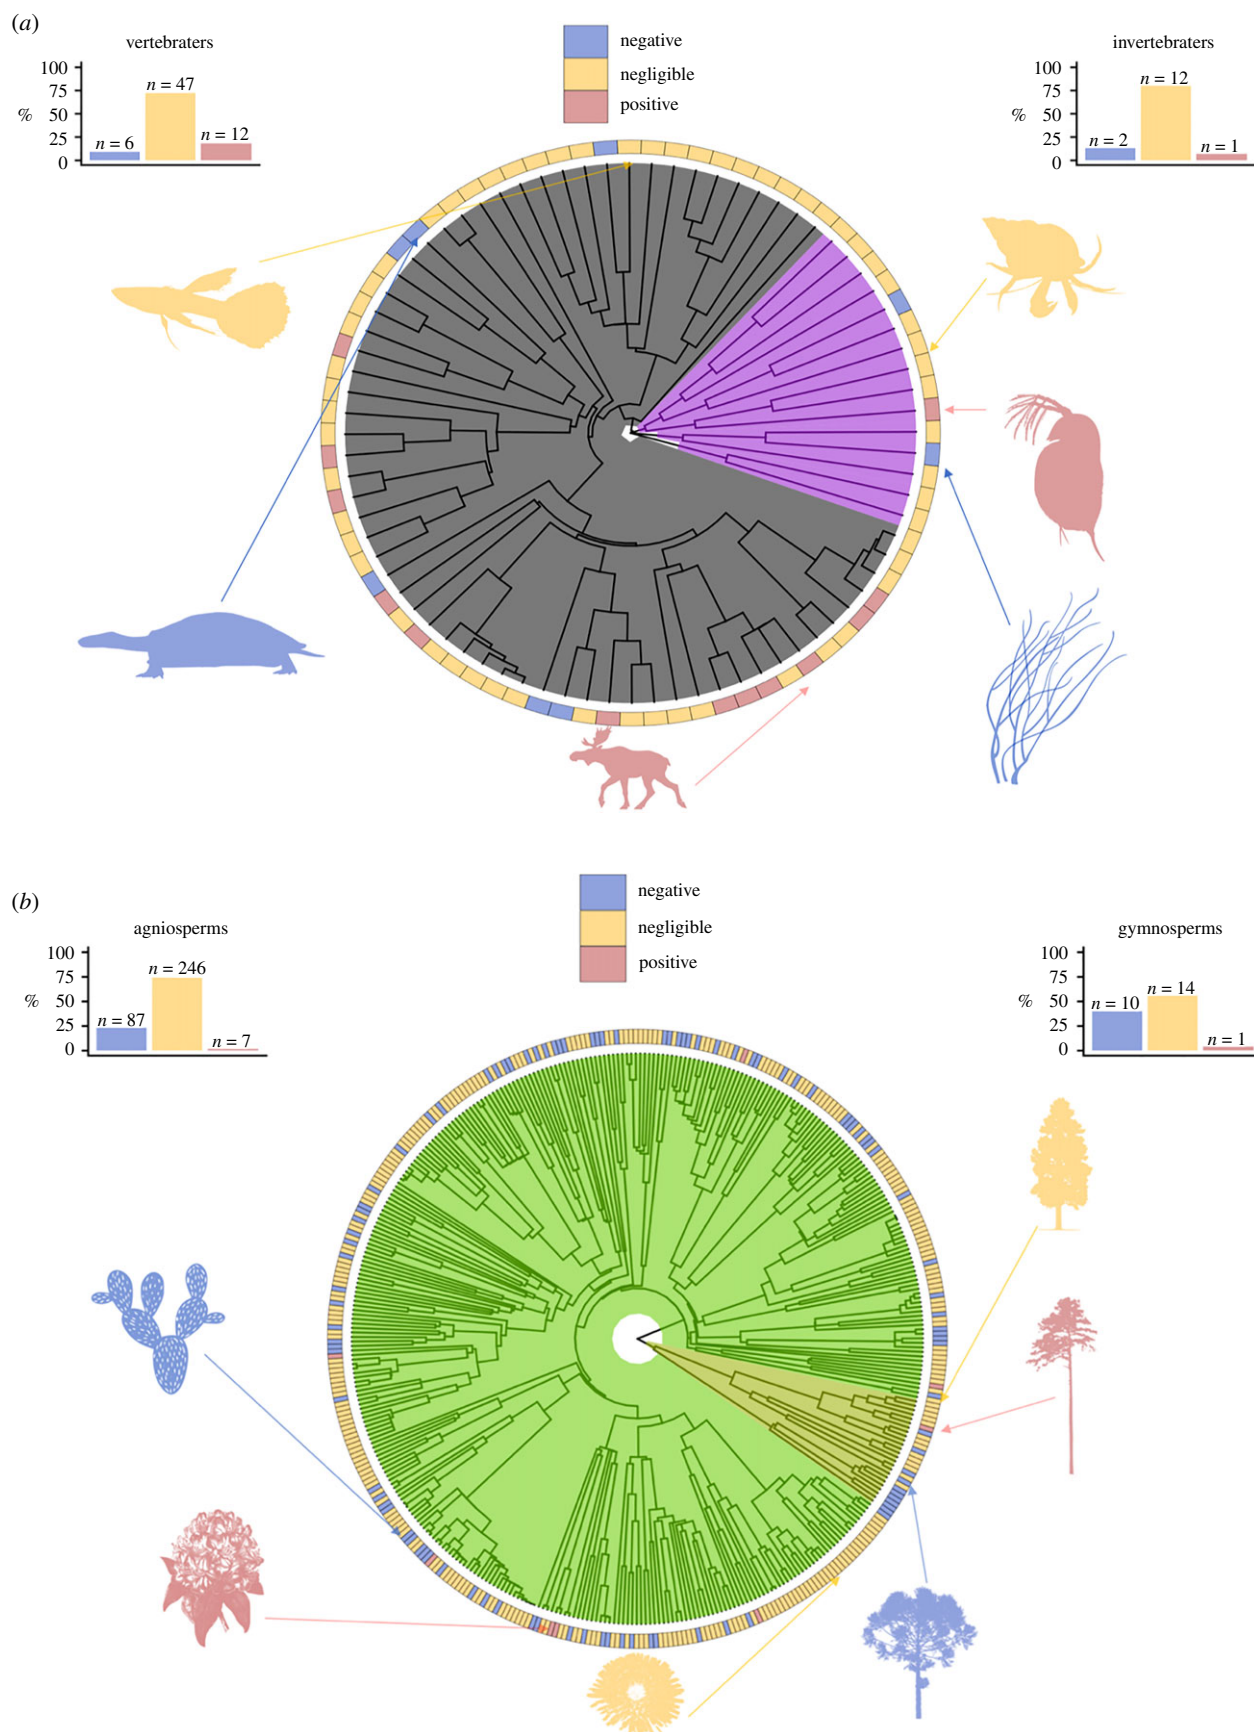 (a)
vertebraters
100
75
50
25
0
%
n = 6
n = 47
n = 12
negative
negligible
positive
invertebraters
100
75
50
25
0
%
n = 2
n = 12
n = 1
(b)
agniosperms
100
75
50
25
0
%
n = 87
n = 246
n = 7
negative
negligible
positive
gymnosperms
100
75
50
25
0
%
n = 10
n = 14
n = 1